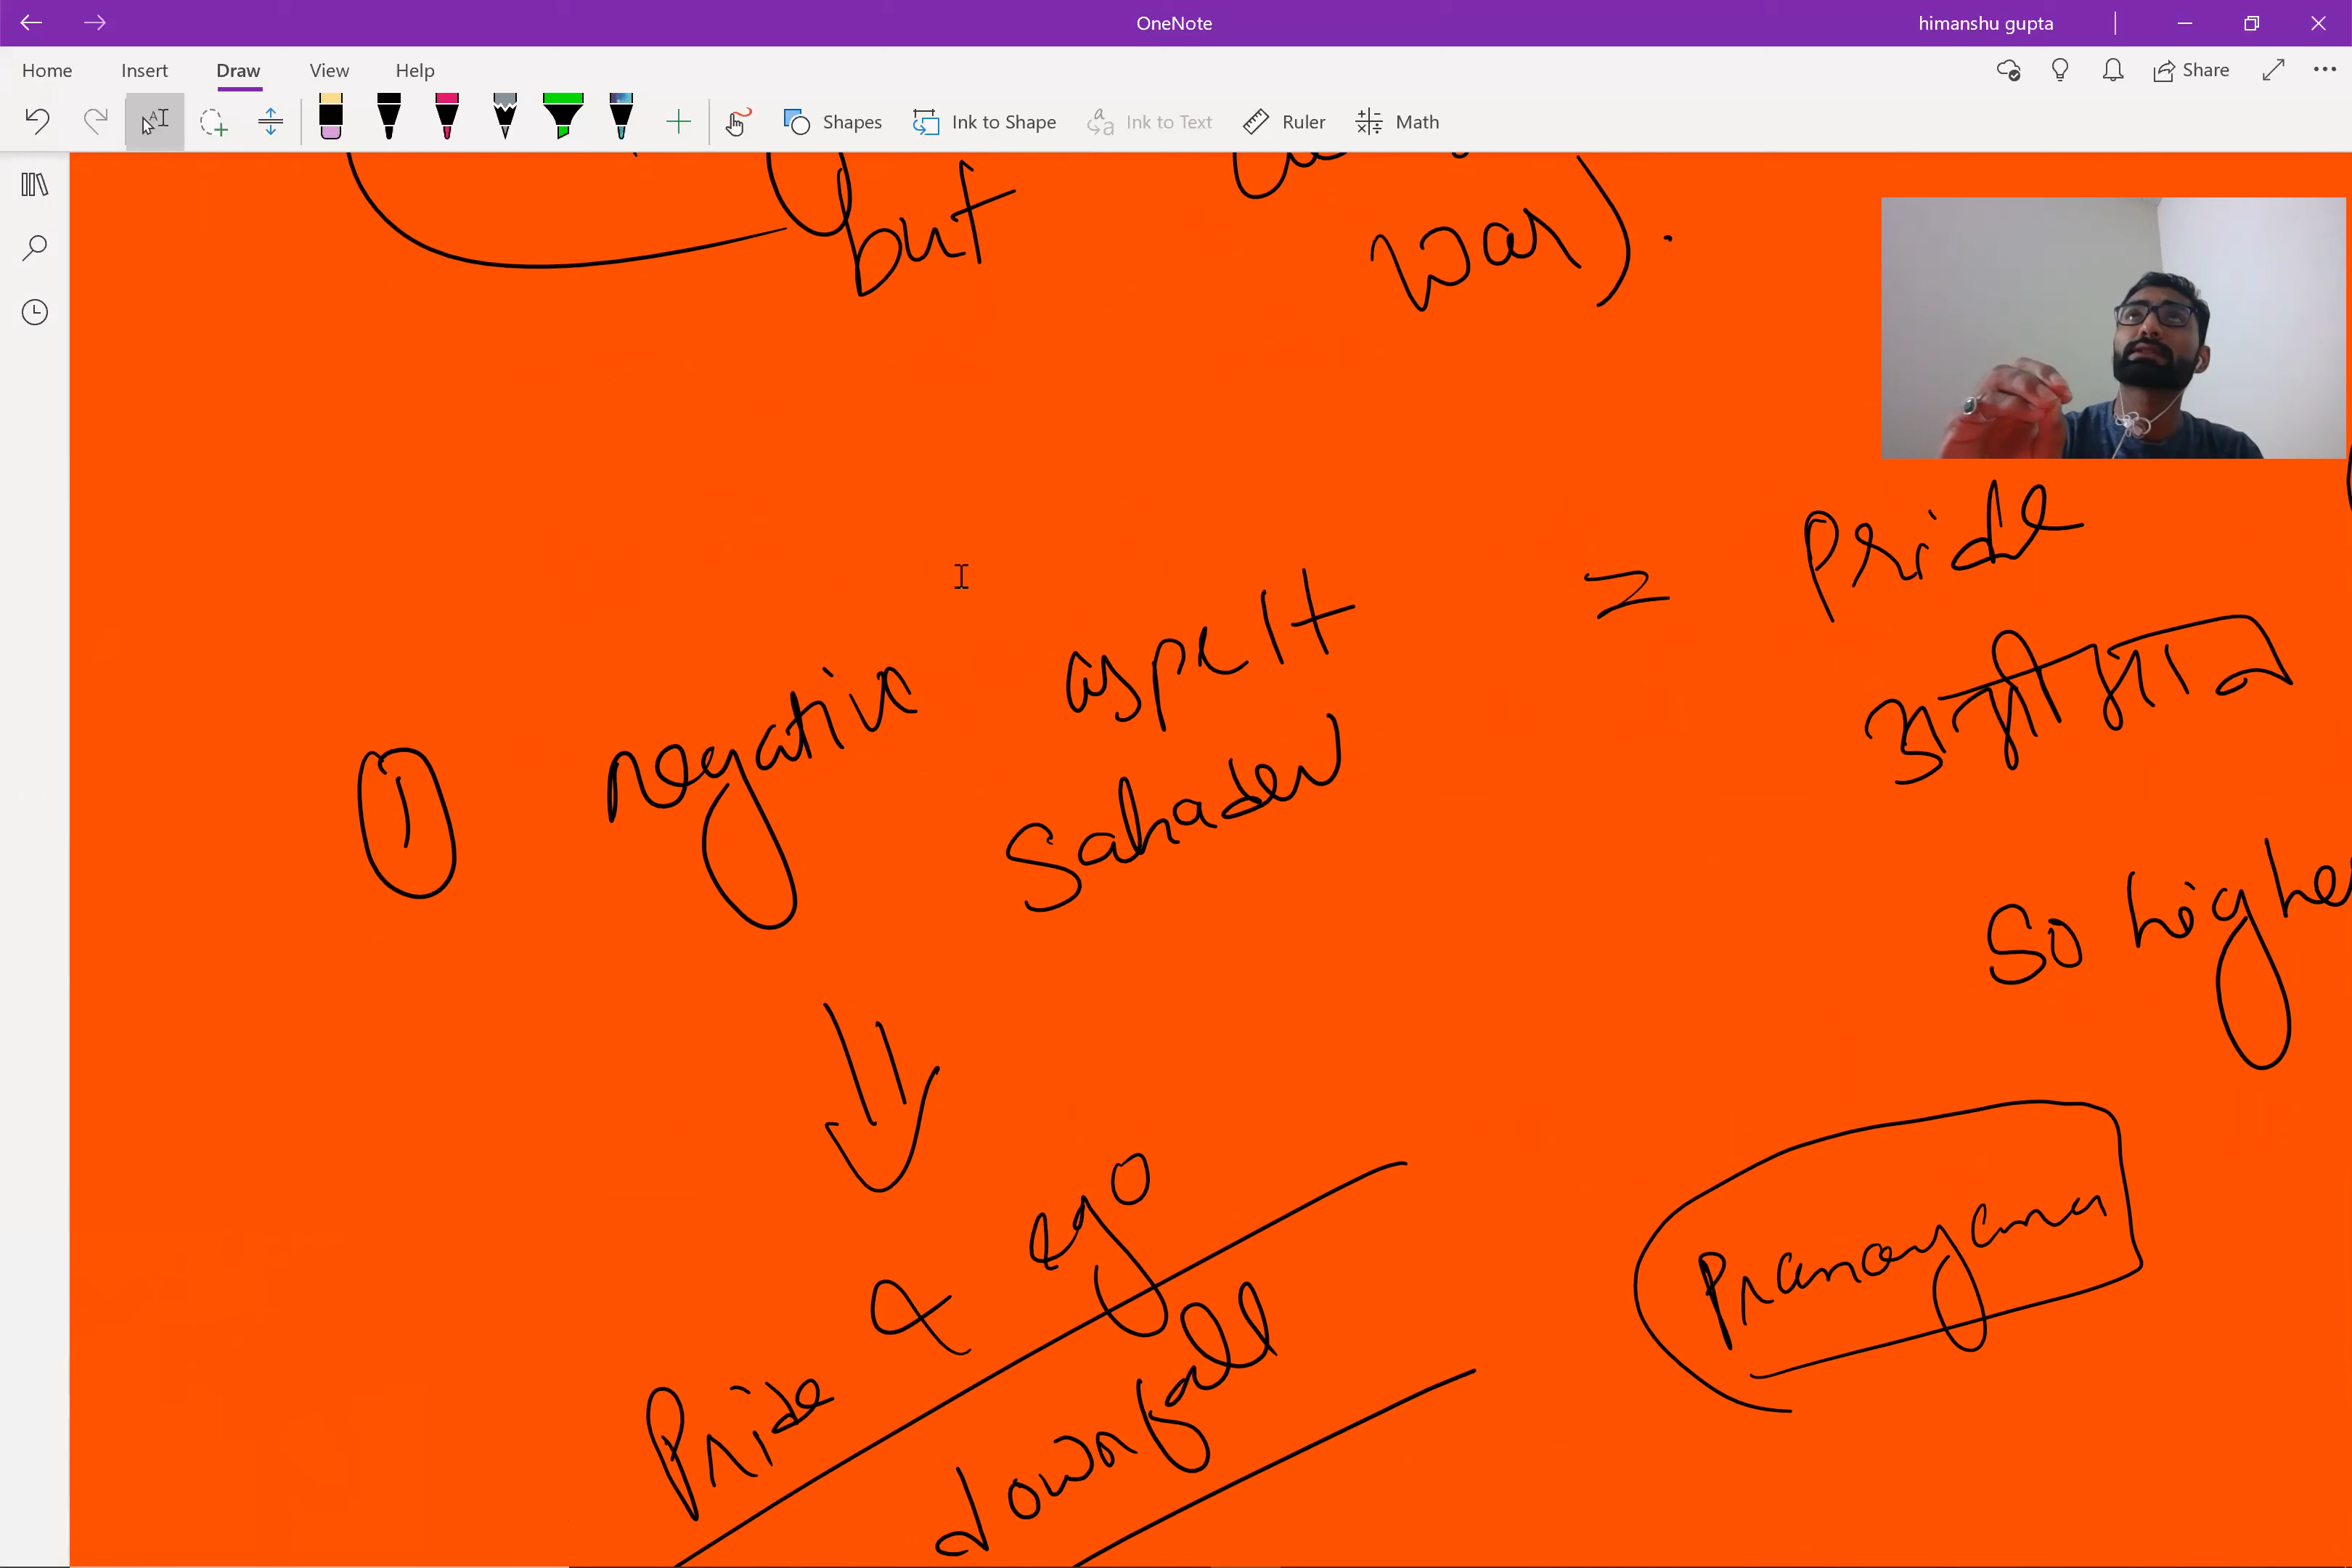 OneNote
himanshu gupta
Home Insert Draw View Help
Share
Shapes Ink to Shape Ink to Text Ruler Math
but
war).
① negative aspect = Pride
Sahadev अभीमान
So highe
Pride & ego
downfall
Pranayama